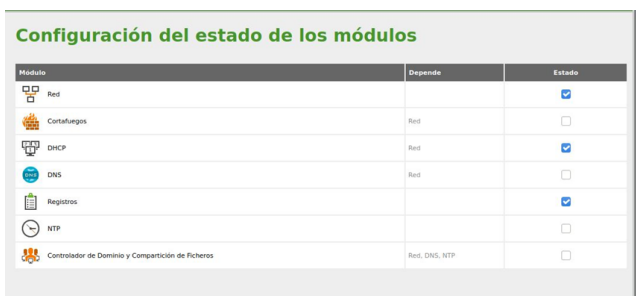 Configuración del estado de los módulos
Módulo Depende Estado
Red
Cortafuegos Red
DHCP Red
DNS Red
Registros
NTP
Controlador de Dominio y Compartición de Ficheros Red, DNS, NTP